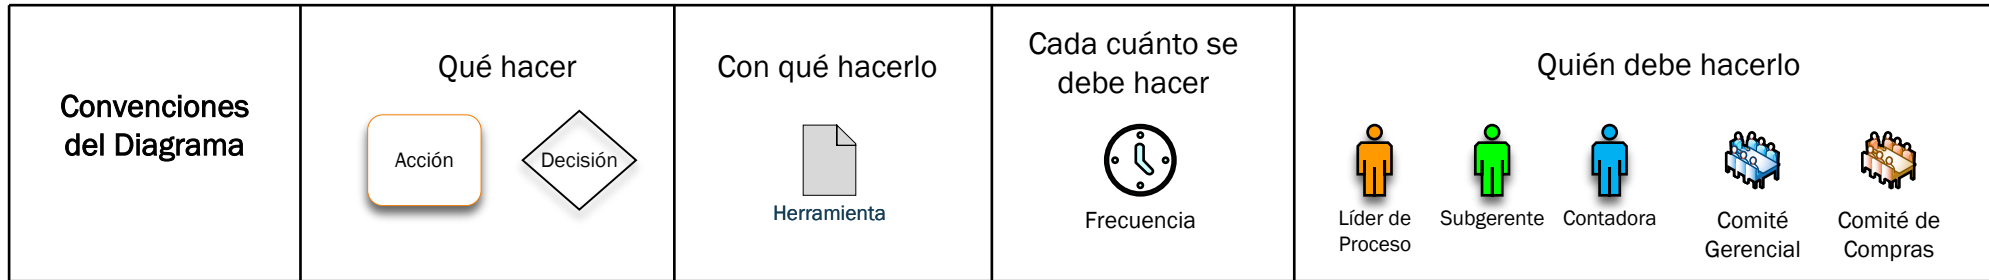 Convenciones
del Diagrama
Qué hacer
Acción
Decisión
Con qué hacerlo
Herramienta
Cada cuánto se
debe hacer
Frecuencia
Quién debe hacerlo
Líder de
Proceso
Subgerente
Contadora
Comité
Gerencial
Comité de
Compras